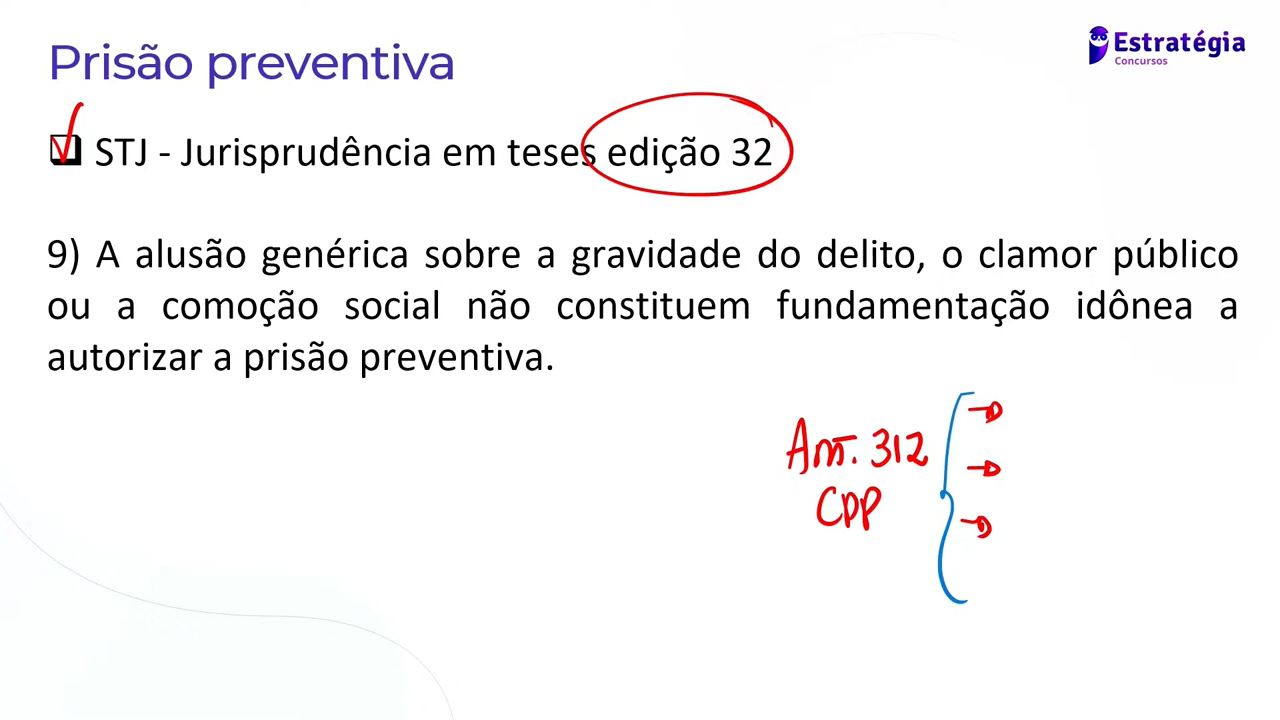 Prisão preventiva
Estratégia
Concursos
STJ - Jurisprudência em teses edição 32
9) A alusão genérica sobre a gravidade do delito, o clamor público
ou a comoção social não constituem fundamentação idônea a
autorizar a prisão preventiva.
Art. 312
CPP